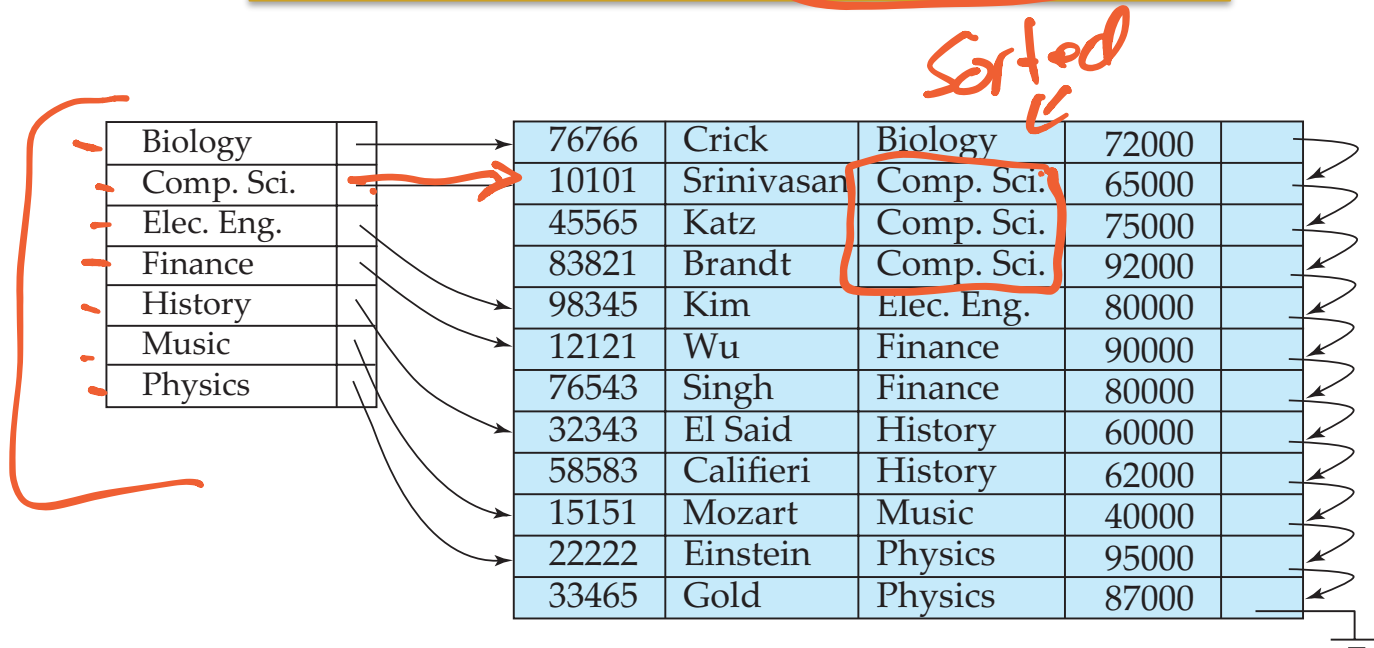 Sorted
Biology
Comp. Sci.
Elec. Eng.
Finance
History
Music
Physics
76766 Crick Biology 72000
10101 Srinivasan Comp. Sci. 65000
45565 Katz Comp. Sci. 75000
83821 Brandt Comp. Sci. 92000
98345 Kim Elec. Eng. 80000
12121 Wu Finance 90000
76543 Singh Finance 80000
32343 El Said History 60000
58583 Califieri History 62000
15151 Mozart Music 40000
22222 Einstein Physics 95000
33465 Gold Physics 87000